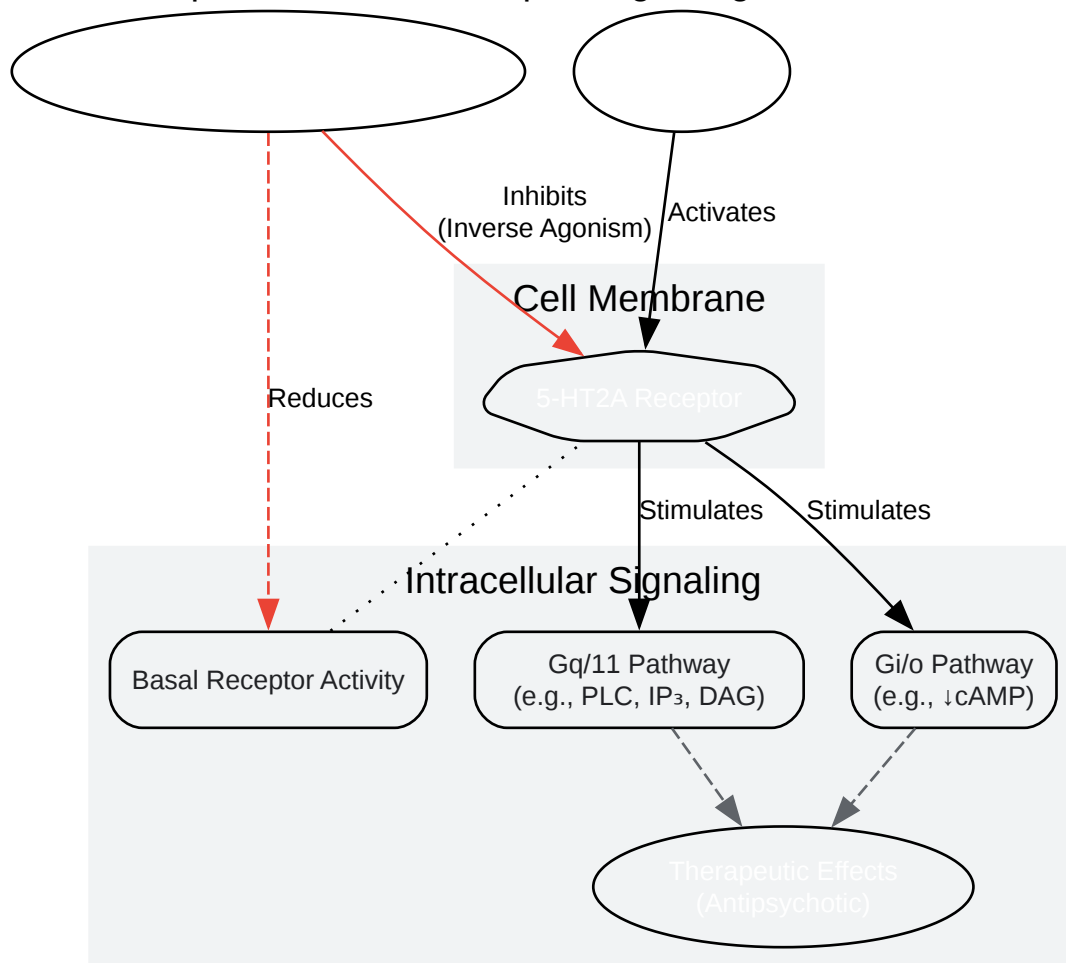 Inhibits
(Inverse Agonism)
Activates
Cell Membrane
5-HT2A Receptor
Reduces
Stimulates
Stimulates
Intracellular Signaling
Basal Receptor Activity
Gq/11 Pathway
(e.g., PLC, IP₃, DAG)
Gi/o Pathway
(e.g., ↓cAMP)
Therapeutic Effects
(Antipsychotic)